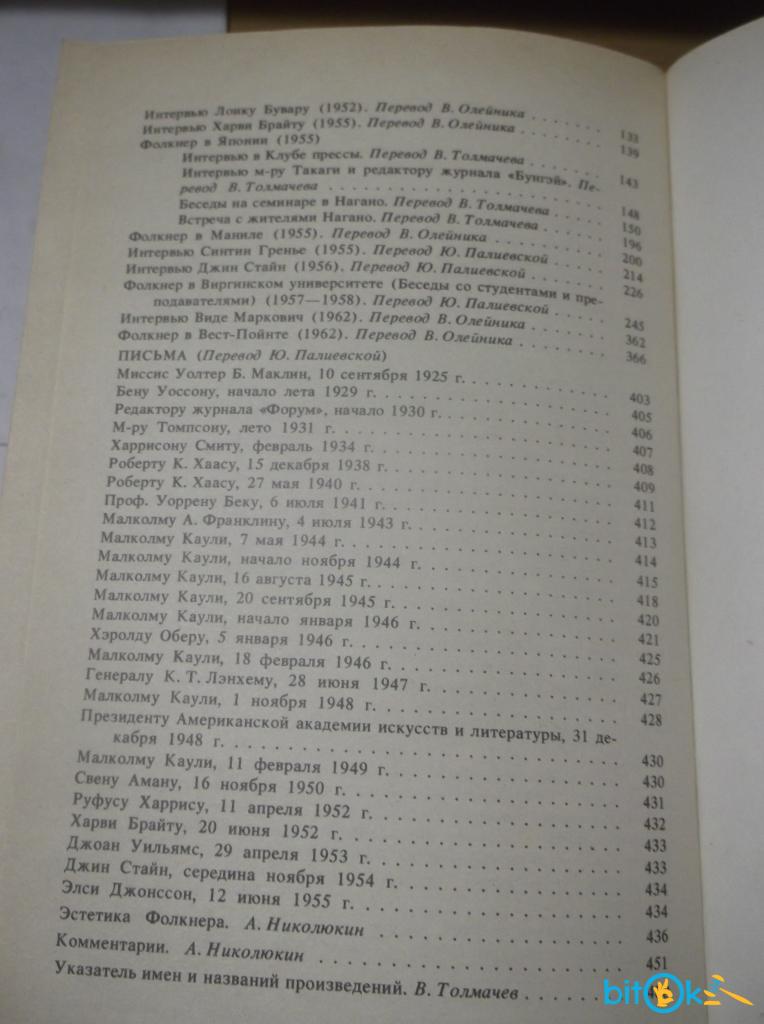 Интервью Лоику Бувару (1952). Перевод В. Олейника . . . . . . . 133
Интервью Харви Брайту (1955). Перевод В. Олейника . . . . . . . 139
Фолкнер в Японии (1955)
Интервью в Клубе прессы. Перевод В. Толмачева . . . . . . . 143
Интервью м-ру Такаги и редактору журнала «Бунгэй». Пе-
ревод В. Толмачева . . . . . . . 148
Беседы на семинаре в Нагано. Перевод В. Толмачева . . . . . . . 150
Встреча с жителями Нагано. Перевод В. Толмачева . . . . . . . 196
Фолкнер в Маниле (1955). Перевод В. Олейника . . . . . . . 200
Интервью Синтии Гренье (1955). Перевод Ю. Палиевской . . . . . . . 214
Интервью Джин Стайн (1956). Перевод Ю. Палиевской . . . . . . . 226
Фолкнер в Виргинском университете (Беседы со студентами и пре-
подавателями) (1957—1958). Перевод Ю. Палиевской . . . . . . . 245
Интервью Виде Маркович (1962). Перевод В. Олейника . . . . . . . 362
Фолкнер в Вест-Пойнте (1962). Перевод В. Олейника . . . . . . . 366
ПИСЬМА (Перевод Ю. Палиевской)
Миссис Уолтер Б. Маклин, 10 сентября 1925 г. . . . . . . . 403
Бену Уоссону, начало лета 1929 г. . . . . . . . 405
Редактору журнала «Форум», начало 1930 г. . . . . . . . 406
М-ру Томпсону, лето 1931 г. . . . . . . . 407
Харрисону Смиту, февраль 1934 г. . . . . . . . 408
Роберту К. Хаасу, 15 декабря 1938 г. . . . . . . . 409
Роберту К. Хаасу, 27 мая 1940 г. . . . . . . . 411
Проф. Уоррену Беку, 6 июля 1941 г. . . . . . . . 412
Малколму А. Франклину, 4 июля 1943 г. . . . . . . . 413
Малколму Каули, 7 мая 1944 г. . . . . . . . 414
Малколму Каули, начало ноября 1944 г. . . . . . . . 415
Малколму Каули, 16 августа 1945 г. . . . . . . . 418
Малколму Каули, 20 сентября 1945 г. . . . . . . . 420
Малколму Каули, начало января 1946 г. . . . . . . . 421
Хэролду Оберу, 5 января 1946 г. . . . . . . . 425
Малколму Каули, 18 февраля 1946 г. . . . . . . . 426
Генералу К. Т. Лэнхему, 28 июня 1947 г. . . . . . . . 427
Малколму Каули, 1 ноября 1948 г. . . . . . . . 428
Президенту Американской академии искусств и литературы, 31 де-
кабря 1948 г. . . . . . . . 430
Малколму Каули, 11 февраля 1949 г. . . . . . . . 430
Свену Аману, 16 ноября 1950 г. . . . . . . . 431
Руфусу Харрису, 11 апреля 1952 г. . . . . . . . 432
Харви Брайту, 20 июня 1952 г. . . . . . . . 433
Джоан Уильямс, 29 апреля 1953 г. . . . . . . . 433
Джин Стайн, середина ноября 1954 г. . . . . . . . 434
Элси Джонссон, 12 июня 1955 г. . . . . . . . 434
Эстетика Фолкнера. А. Николюкин . . . . . . . 436
Комментарии. А. Николюкин . . . . . . . 451
Указатель имен и названий произведений. В. Толмачев . . . . . . .
bitok